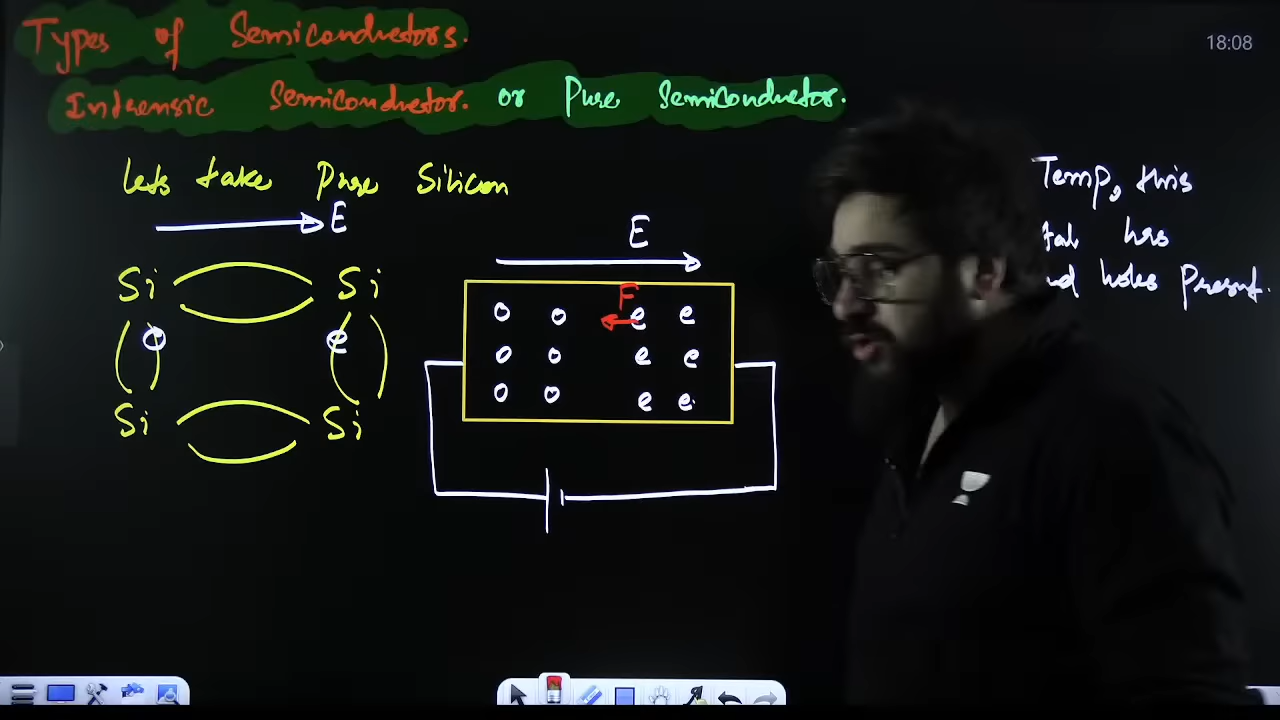 Types of Semiconductors.
Intrensic Semiconductor. or Pure Semiconductor.
18:08
Lets take Pure Silicon
E
E
Temp, this
has
holes Present.
Si Si
F
o o e e
o e
o o e e
o o e e
Si Si